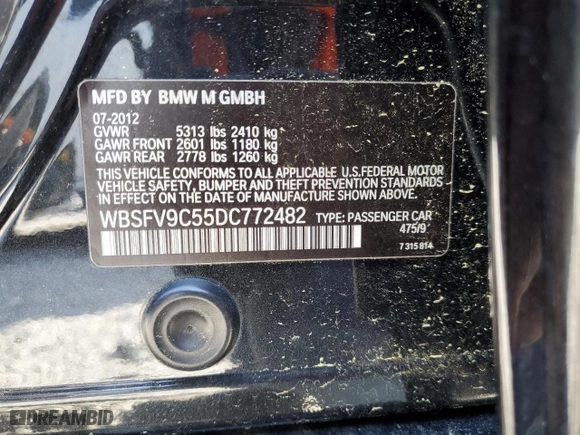 MFD BY BMW M GMBH
07-2012
GVWR 5313 lbs 2410 kg
GAWR FRONT 2601 lbs 1180 kg
GAWR REAR 2778 lbs 1260 kg
THIS VEHICLE CONFORMS TO ALL APPLICABLE U.S.FEDERAL MOTOR
VEHICLE SAFETY, BUMPER AND THEFT PREVENTION STANDARDS
IN EFFECT ON THE DATE OF MANUFACTURE SHOWN ABOVE.
WBSFV9C55DC772482 TYPE: PASSENGER CAR
475/9
7 315 814
DREAMBID